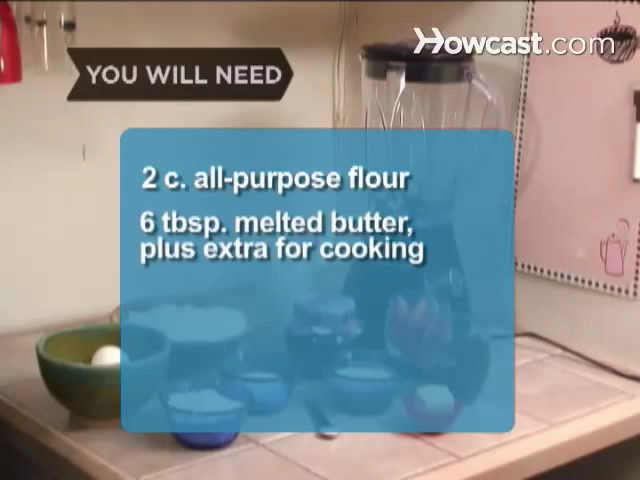 Howcast.com
YOU WILL NEED
2 c. all-purpose flour
6 tbsp. melted butter,
plus extra for cooking